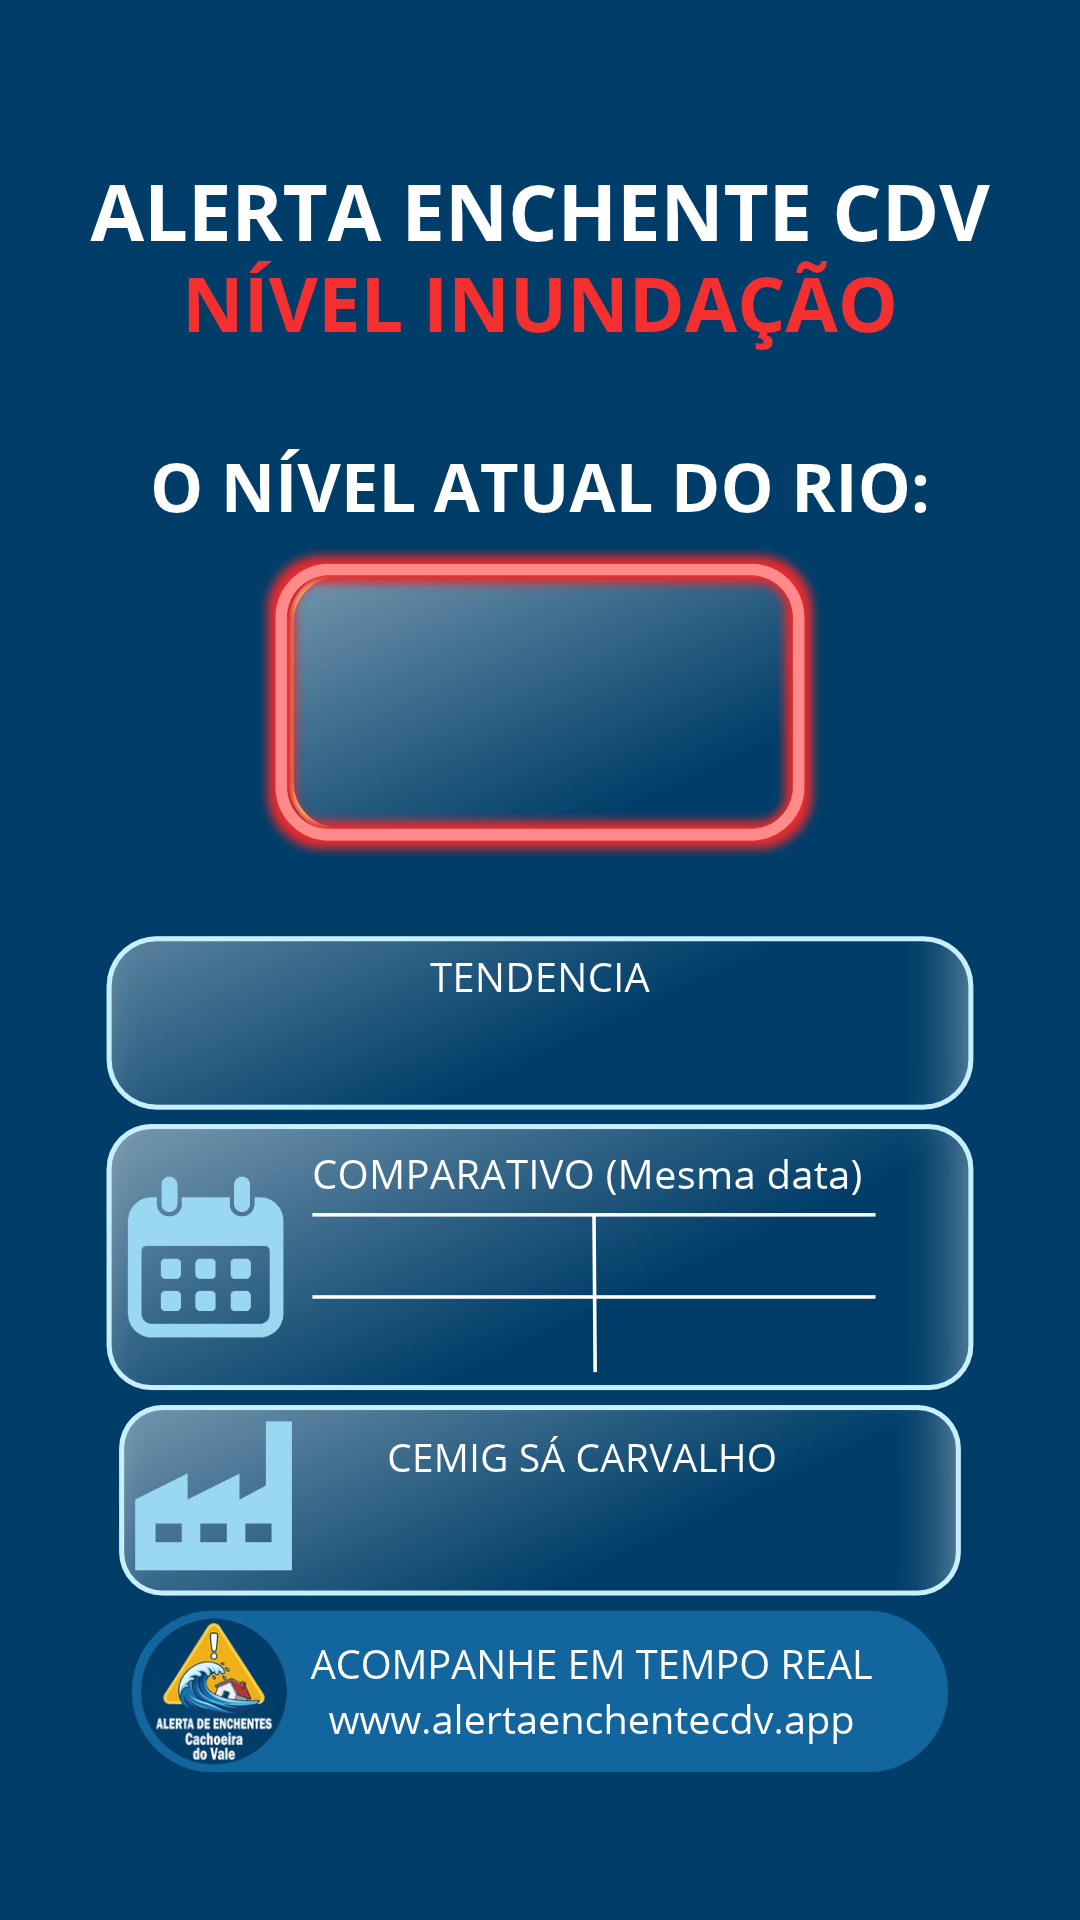 ALERTA ENCHENTE CDV
NÍVEL INUNDAÇÃO
O NÍVEL ATUAL DO RIO:
TENDENCIA
COMPARATIVO (Mesma data)
CEMIG SÁ CARVALHO
ACOMPANHE EM TEMPO REAL
www.alertaenchentecdv.app
!
ALERTA DE ENCHENTES
Cachoeira
do Vale